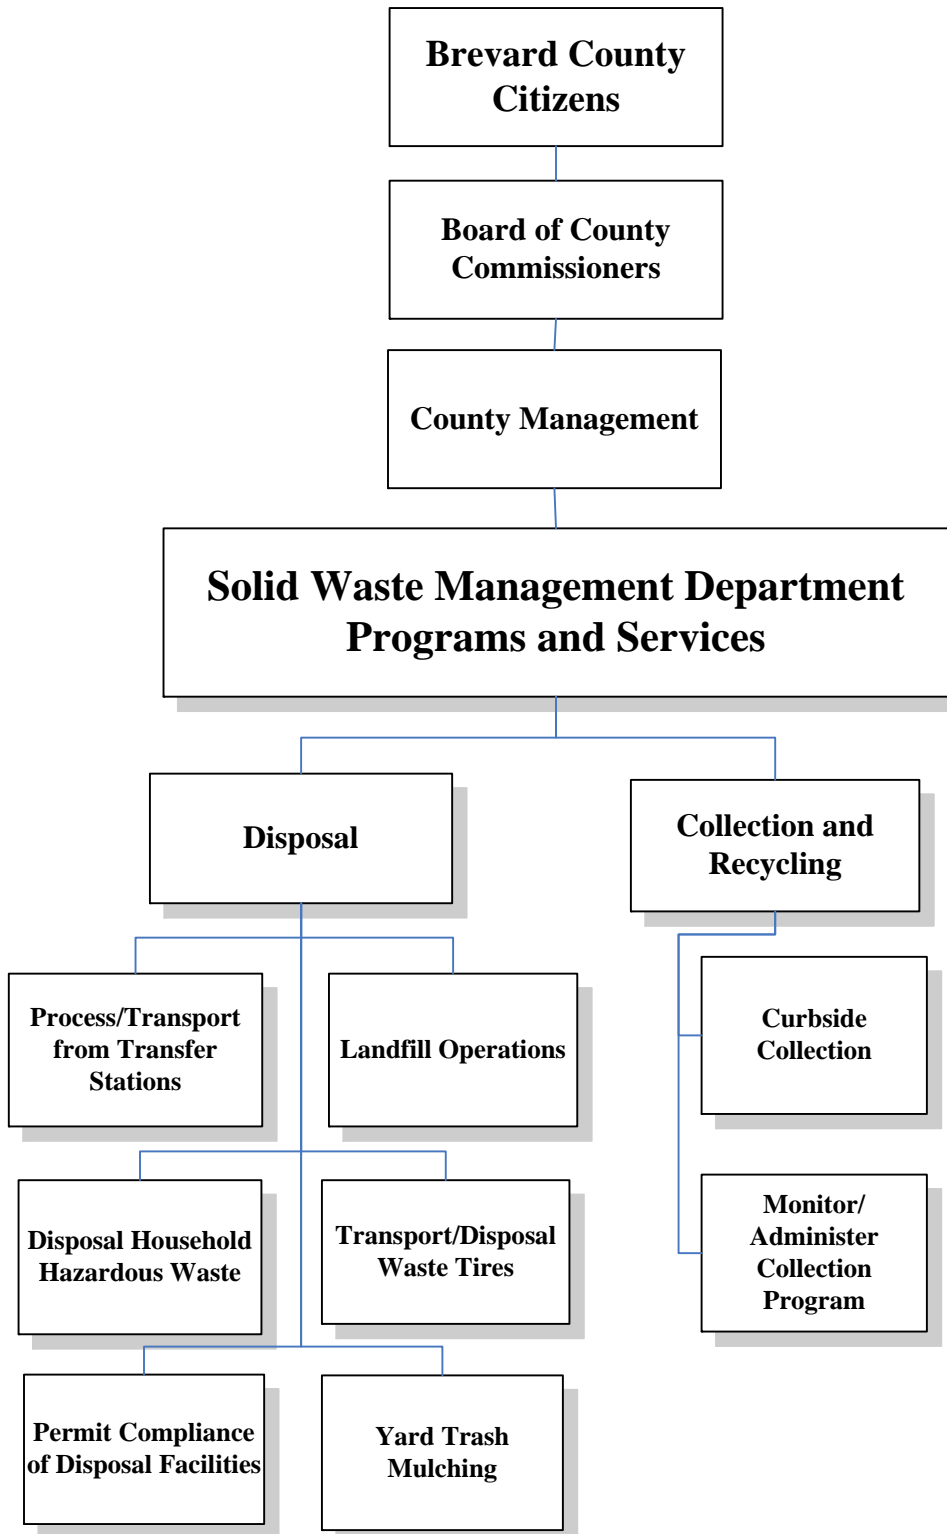 Brevard County
Citizens
Board of County
Commissioners
County Management
Solid Waste Management Department
Programs and Services
Disposal
Collection and
Recycling
Process/Transport
from Transfer
Stations
Landfill Operations
Curbside
Collection
Disposal Household
Hazardous Waste
Transport/Disposal
Waste Tires
Monitor/
Administer
Collection
Program
Permit Compliance
of Disposal Facilities
Yard Trash
Mulching